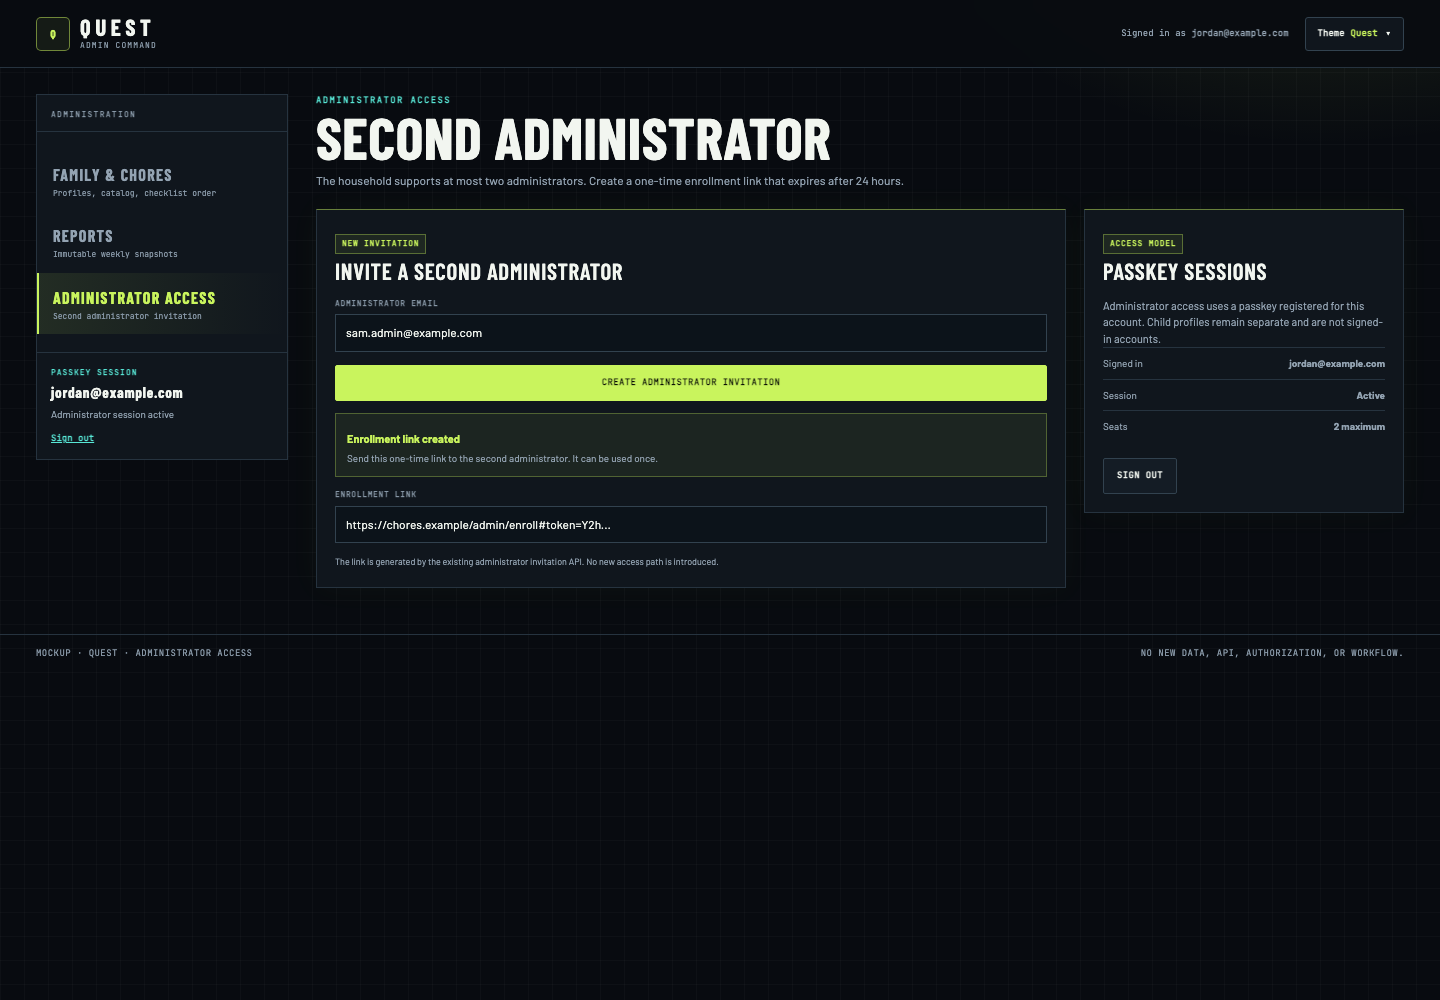 QUEST
ADMIN COMMAND
Signed in as jordan@example.com
Theme Quest ▾
ADMINISTRATION
FAMILY & CHORES
Profiles, catalog, checklist order
REPORTS
Immutable weekly snapshots
ADMINISTRATOR ACCESS
Second administrator invitation
PASSKEY SESSION
jordan@example.com
Administrator session active
Sign out
ADMINISTRATOR ACCESS
SECOND ADMINISTRATOR
The household supports at most two administrators. Create a one-time enrollment link that expires after 24 hours.
NEW INVITATION
INVITE A SECOND ADMINISTRATOR
ADMINISTRATOR EMAIL
sam.admin@example.com
CREATE ADMINISTRATOR INVITATION
Enrollment link created
Send this one-time link to the second administrator. It can be used once.
ENROLLMENT LINK
https://chores.example/admin/enroll#token=Y2h...
The link is generated by the existing administrator invitation API. No new access path is introduced.
ACCESS MODEL
PASSKEY SESSIONS
Administrator access uses a passkey registered for this
account. Child profiles remain separate and are not signed-
in accounts.
Signed in jordan@example.com
Session Active
Seats 2 maximum
SIGN OUT
MOCKUP · QUEST · ADMINISTRATOR ACCESS
NO NEW DATA, API, AUTHORIZATION, OR WORKFLOW.